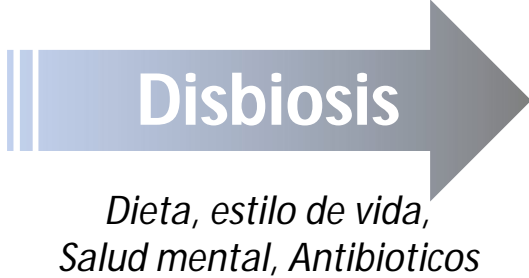 Disbiosis
Dieta, estilo de vida,
Salud mental, Antibioticos